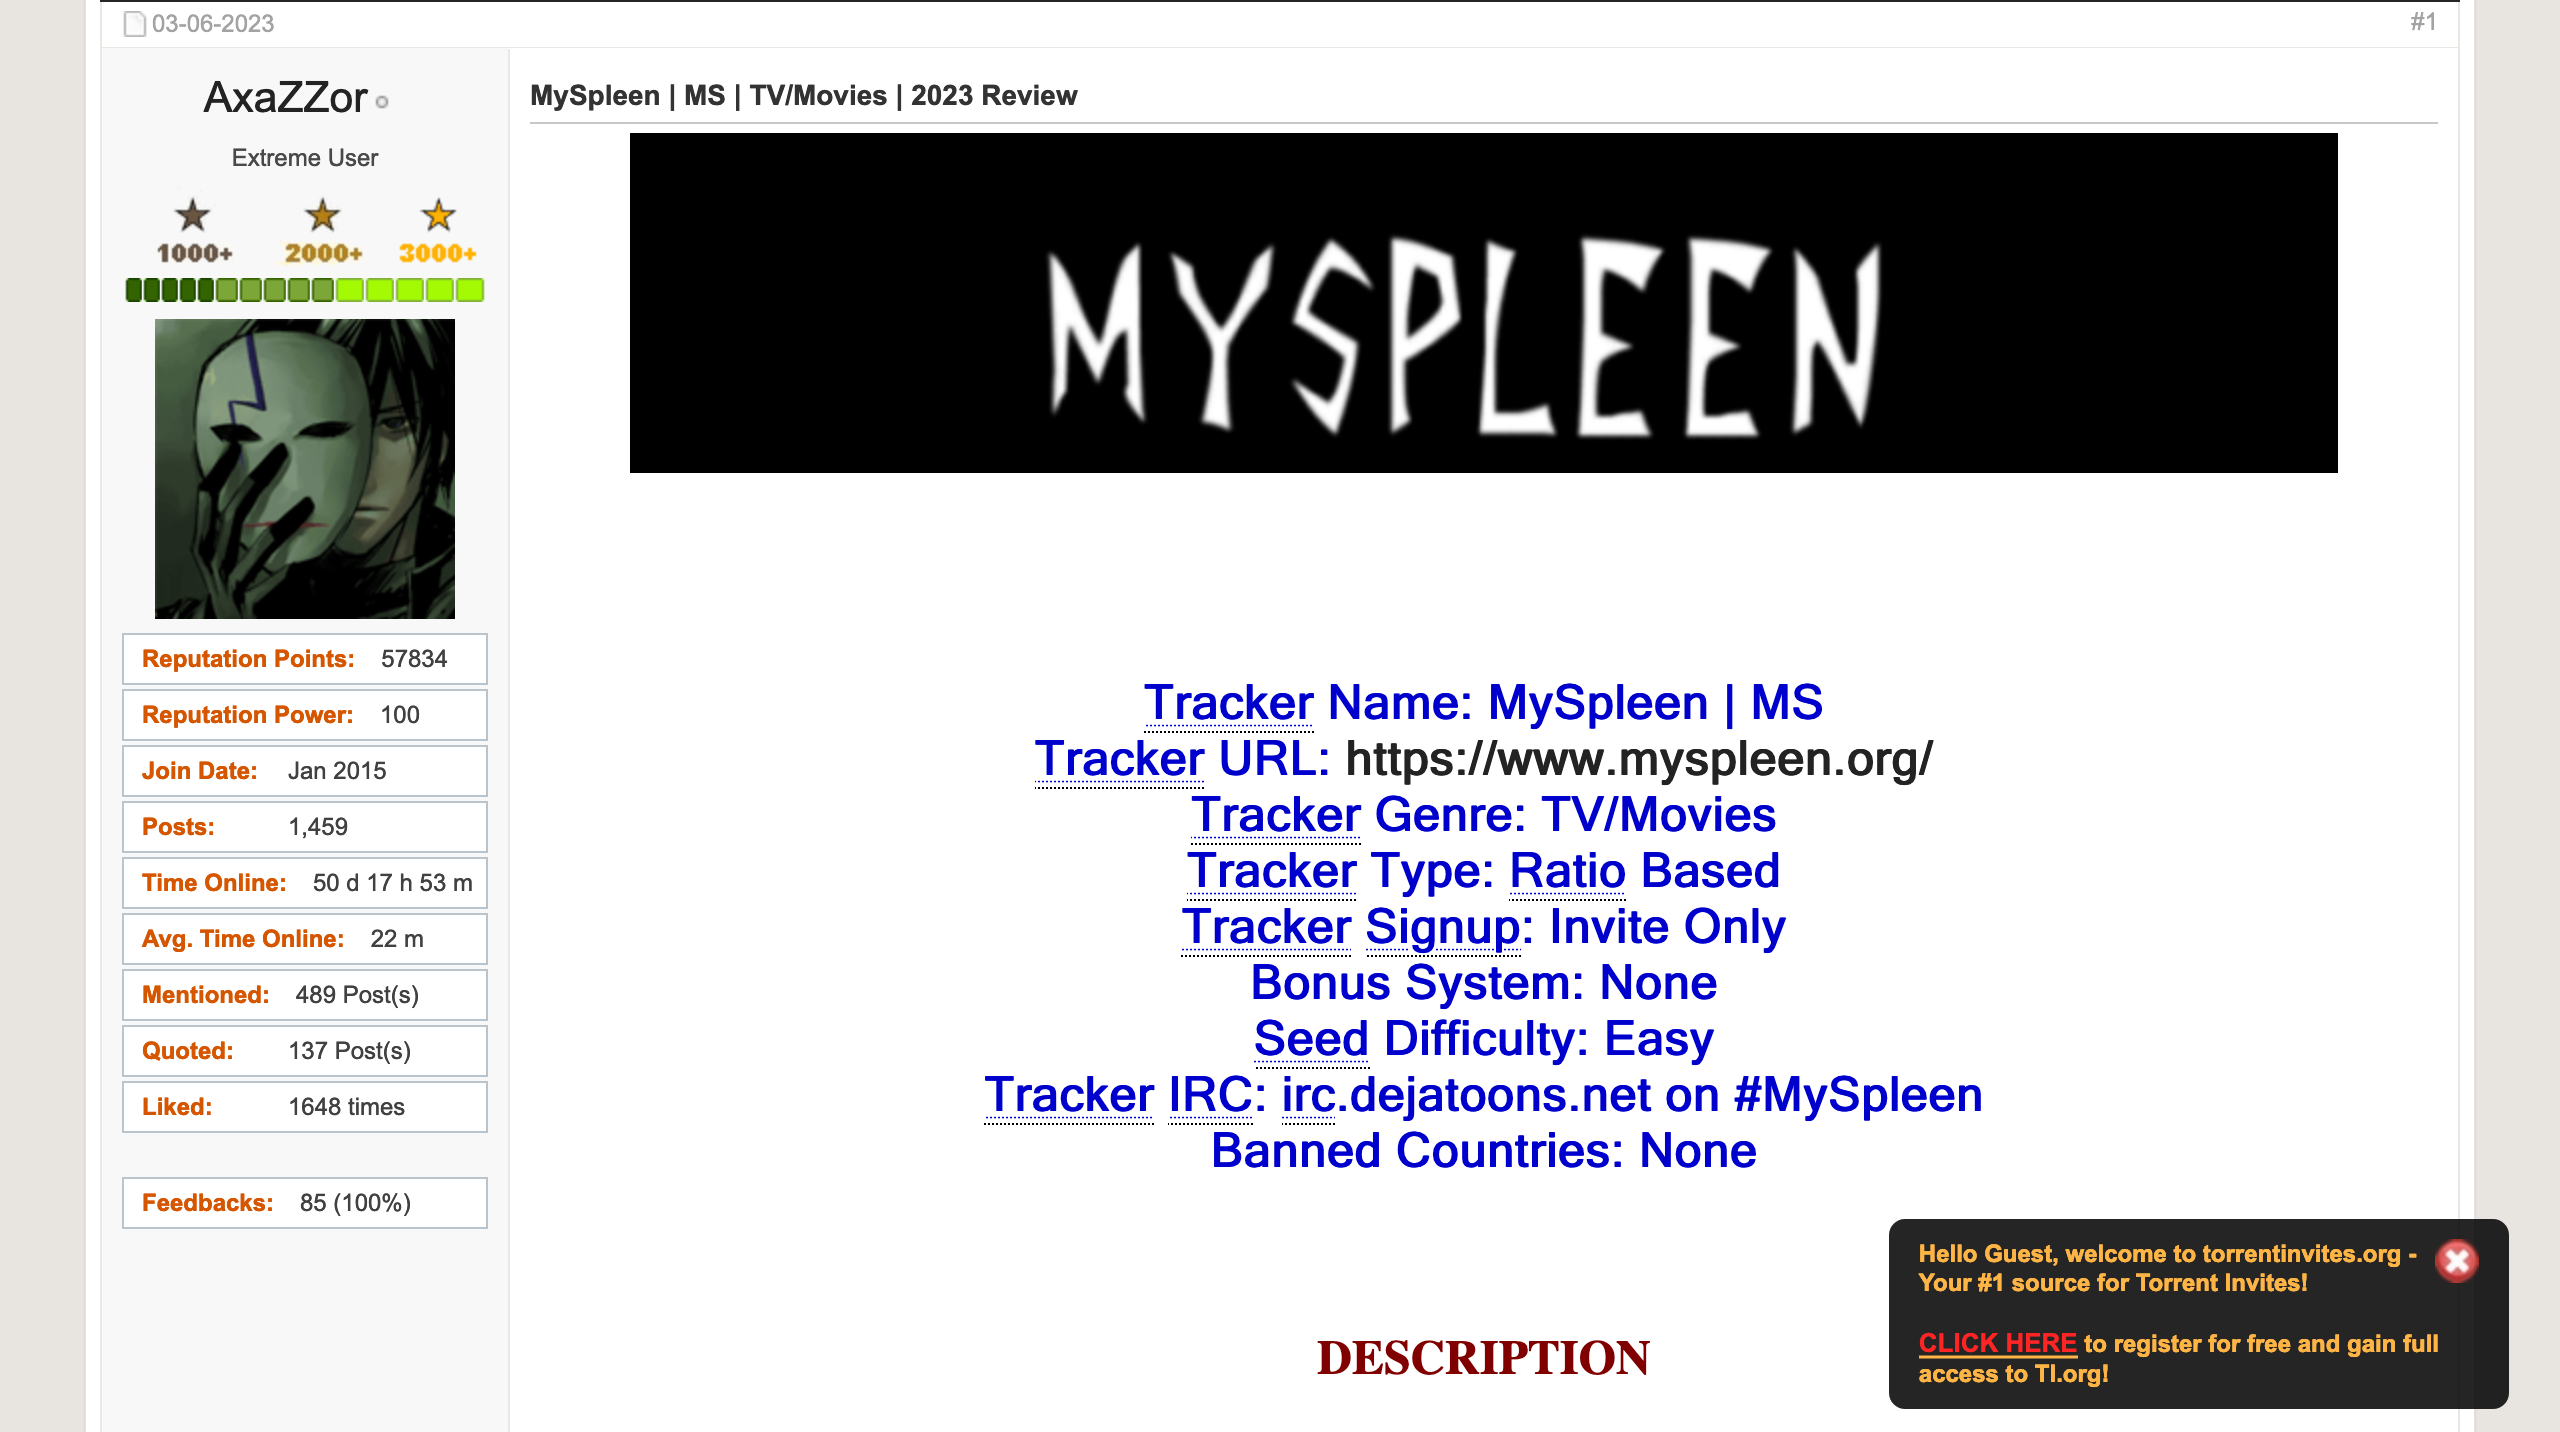 03-06-2023
#1
AxaZZor
Extreme User
1000+ 2000+ 3000+
Reputation Points: 57834
Reputation Power: 100
Join Date: Jan 2015
Posts: 1,459
Time Online: 50 d 17 h 53 m
Avg. Time Online: 22 m
Mentioned: 489 Post(s)
Quoted: 137 Post(s)
Liked: 1648 times
Feedbacks: 85 (100%)
MySpleen | MS | TV/Movies | 2023 Review
MYSPLEEN
Tracker Name: MySpleen | MS
Tracker URL: https://www.myspleen.org/
Tracker Genre: TV/Movies
Tracker Type: Ratio Based
Tracker Signup: Invite Only
Bonus System: None
Seed Difficulty: Easy
Tracker IRC: irc.dejatoons.net on #MySpleen
Banned Countries: None
DESCRIPTION
Hello Guest, welcome to torrentinvites.org -
Your #1 source for Torrent Invites!
CLICK HERE to register for free and gain full
access to TI.org!